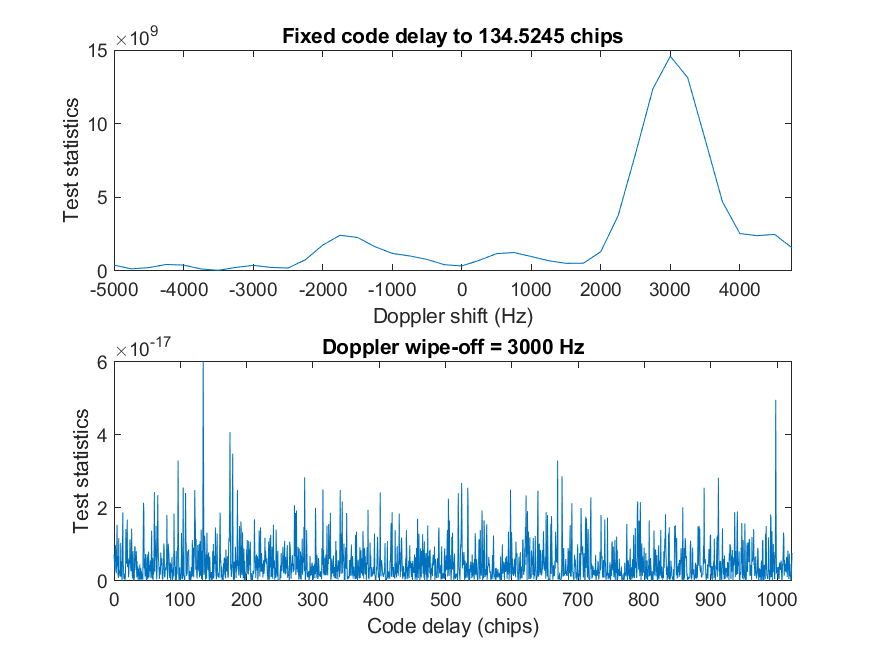 ×10^9
Fixed code delay to 134.5245 chips
15
10
5
0
Test statistics
-5000 -4000 -3000 -2000 -1000 0 1000 2000 3000 4000
Doppler shift (Hz)
×10^-17
Doppler wipe-off = 3000 Hz
6
4
2
0
Test statistics
0 100 200 300 400 500 600 700 800 900 1000
Code delay (chips)